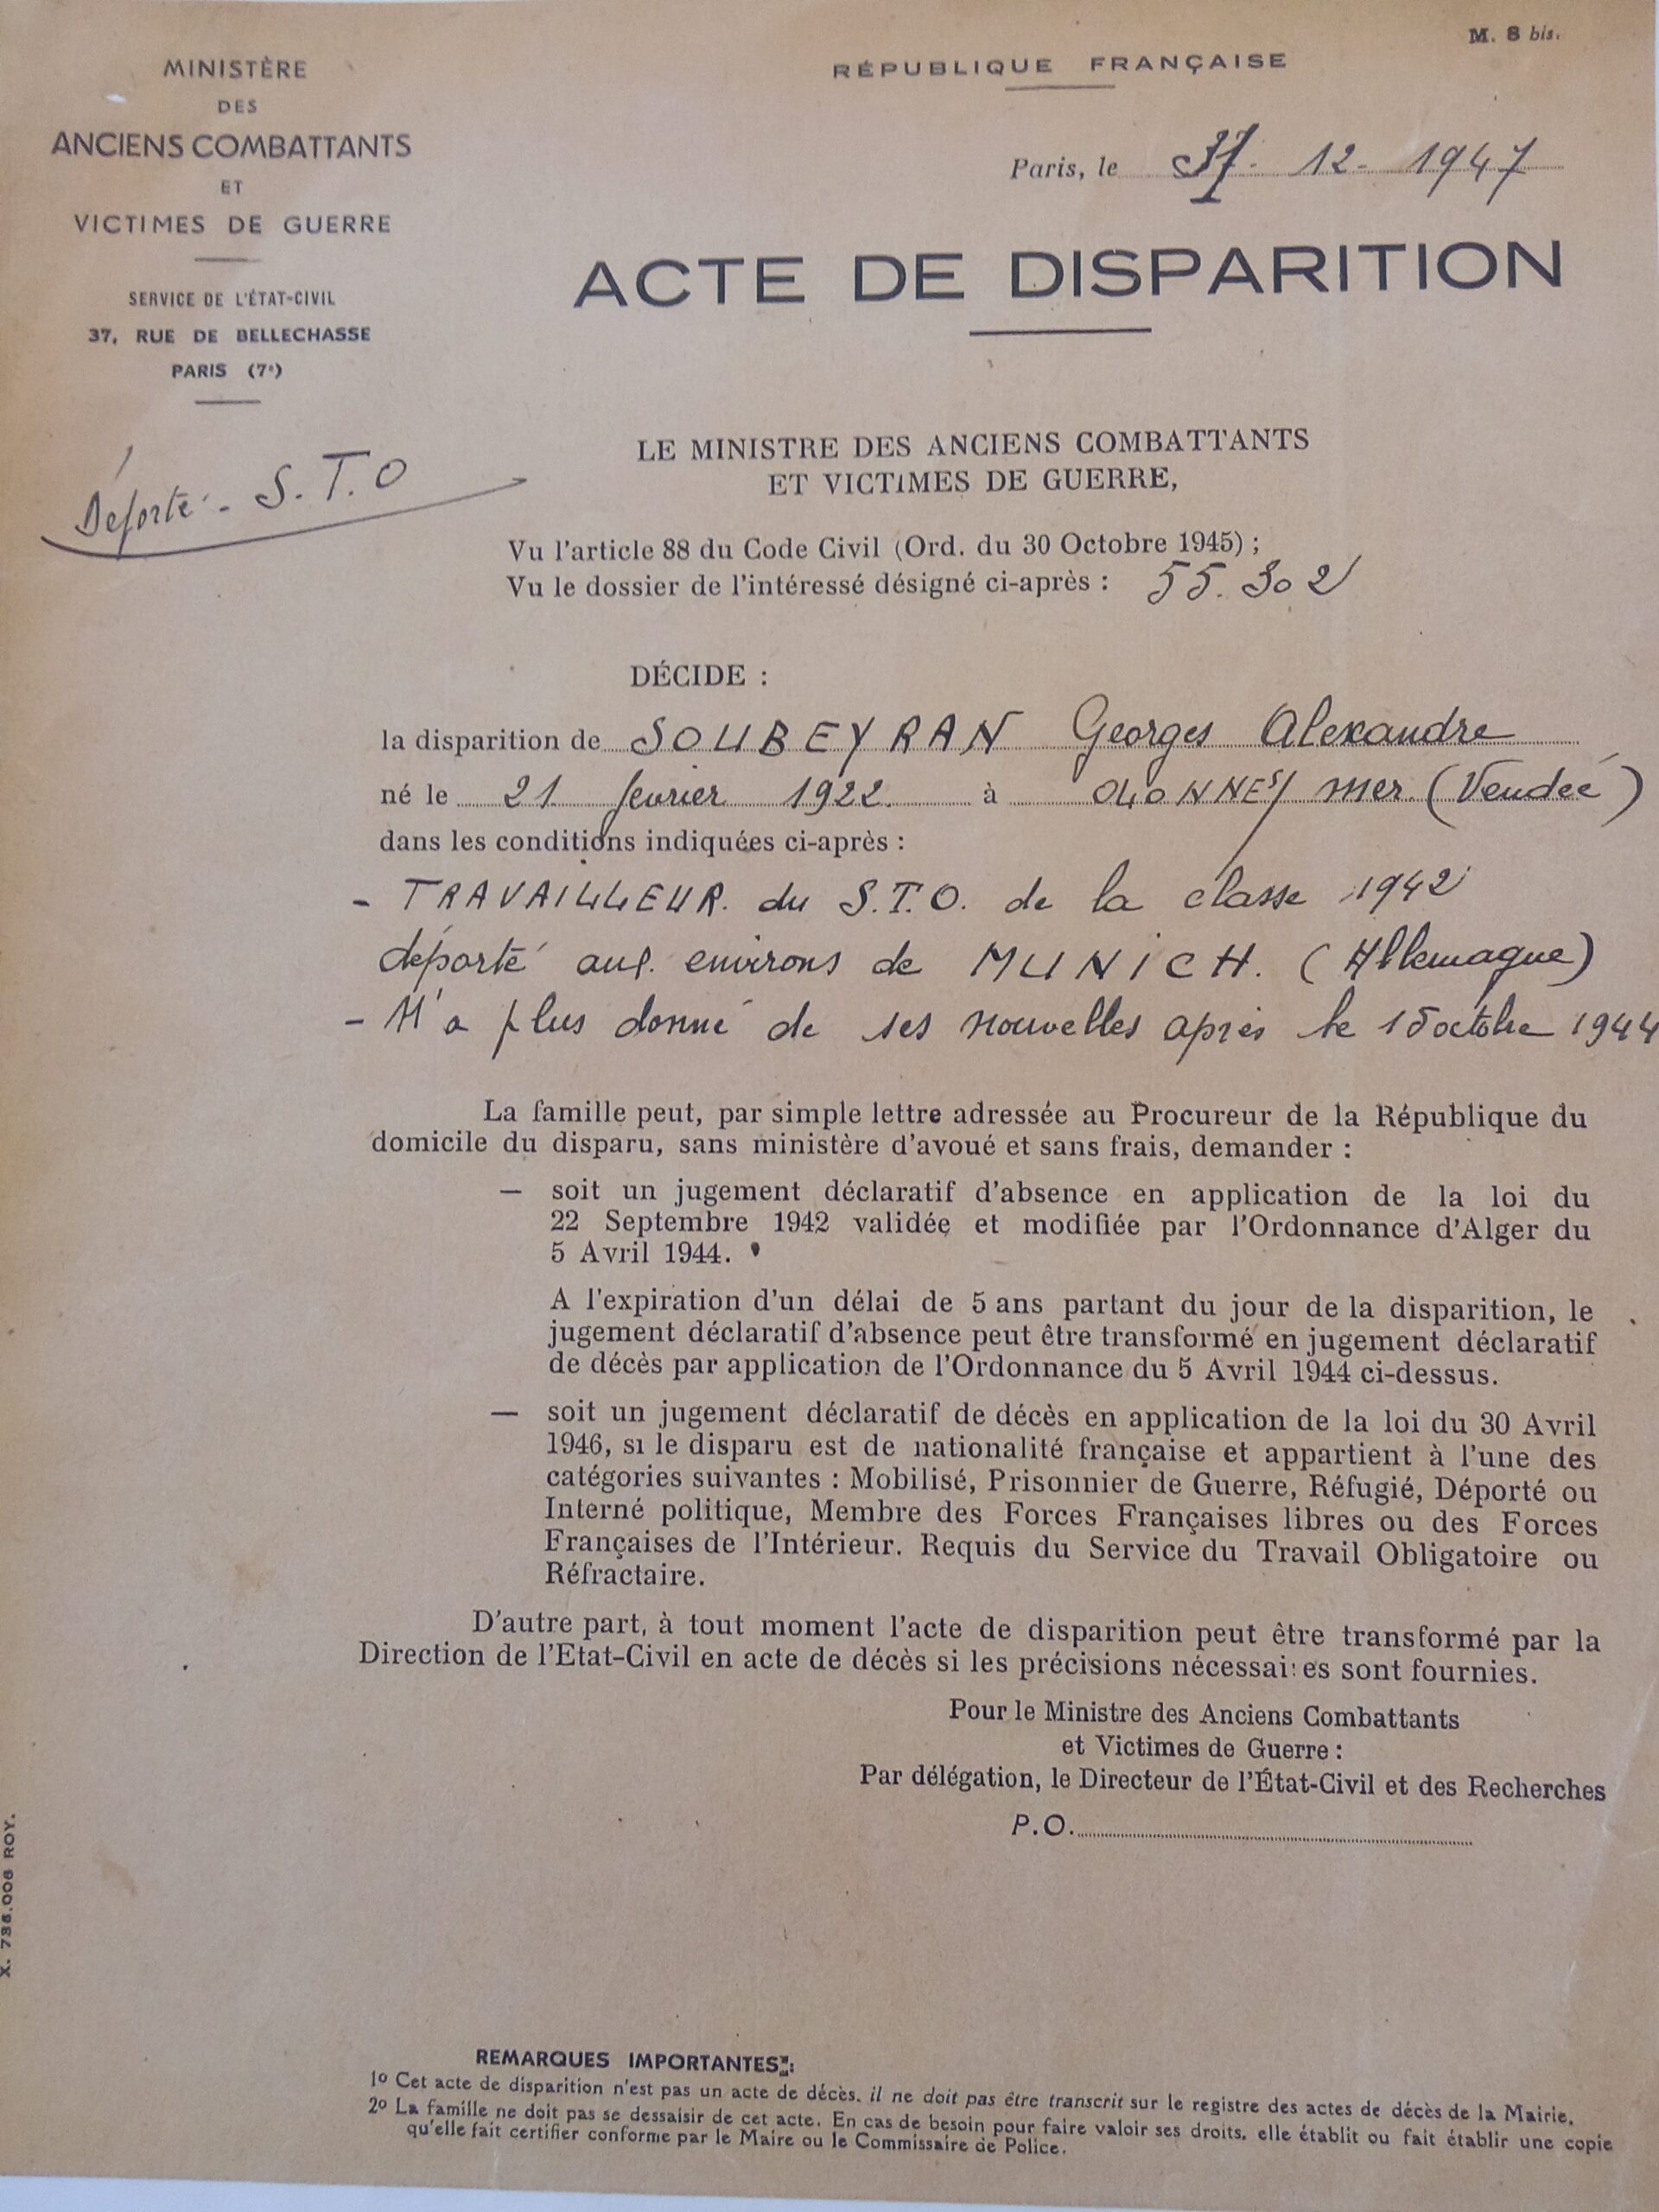 M. 8 bis.
MINISTÈRE
DES
ANCIENS COMBATTANTS
ET
VICTIMES DE GUERRE
SERVICE DE L'ÉTAT-CIVIL
37, RUE DE BELLECHASSE
PARIS (7e)
Déporté - S.T.O
RÉPUBLIQUE FRANÇAISE
Paris, le 31- 12- 1947
ACTE DE DISPARITION
LE MINISTRE DES ANCIENS COMBATTANTS
ET VICTIMES DE GUERRE,
Vu l'article 88 du Code Civil (Ord. du 30 Octobre 1945) ;
Vu le dossier de l'intéressé désigné ci-après : 55.302
DÉCIDE :
la disparition de SOUBEYRAN Georges Alexandre
né le 21 fevrier 1922. à OLONNE s/ mer. (Vendée)
dans les conditions indiquées ci-après :
- TRAVAILLEUR. du S.T.O. de la classe 1942
déporté aux environs de MUNICH. (Allemagne)
- N'a plus donné de ses nouvelles après le 15 octobre 1944
La famille peut, par simple lettre adressée au Procureur de la République du
domicile du disparu, sans ministère d'avoué et sans frais, demander :
— soit un jugement déclaratif d'absence en application de la loi du
22 Septembre 1942 validée et modifiée par l'Ordonnance d'Alger du
5 Avril 1944.
A l'expiration d'un délai de 5 ans partant du jour de la disparition, le
jugement déclaratif d'absence peut être transformé en jugement déclaratif
de décès par application de l'Ordonnance du 5 Avril 1944 ci-dessus.
— soit un jugement déclaratif de décès en application de la loi du 30 Avril
1946, si le disparu est de nationalité française et appartient à l'une des
catégories suivantes : Mobilisé, Prisonnier de Guerre, Réfugié, Déporté ou
Interné politique, Membre des Forces Françaises libres ou des Forces
Françaises de l'Intérieur. Requis du Service du Travail Obligatoire ou
Réfractaire.
D'autre part, à tout moment l'acte de disparition peut être transformé par la
Direction de l'Etat-Civil en acte de décès si les précisions nécessaires sont fournies.
Pour le Ministre des Anciens Combattants
et Victimes de Guerre :
Par délégation, le Directeur de l'État-Civil et des Recherches
P.O.
X. 736.006 ROY.
REMARQUES IMPORTANTES :
1o Cet acte de disparition n'est pas un acte de décès. il ne doit pas être transcrit sur le registre des actes de décès de la Mairie.
2o La famille ne doit pas se dessaisir de cet acte. En cas de besoin pour faire valoir ses droits. elle établit ou fait établir une copie
qu'elle fait certifier conforme par le Maire ou le Commissaire de Police.